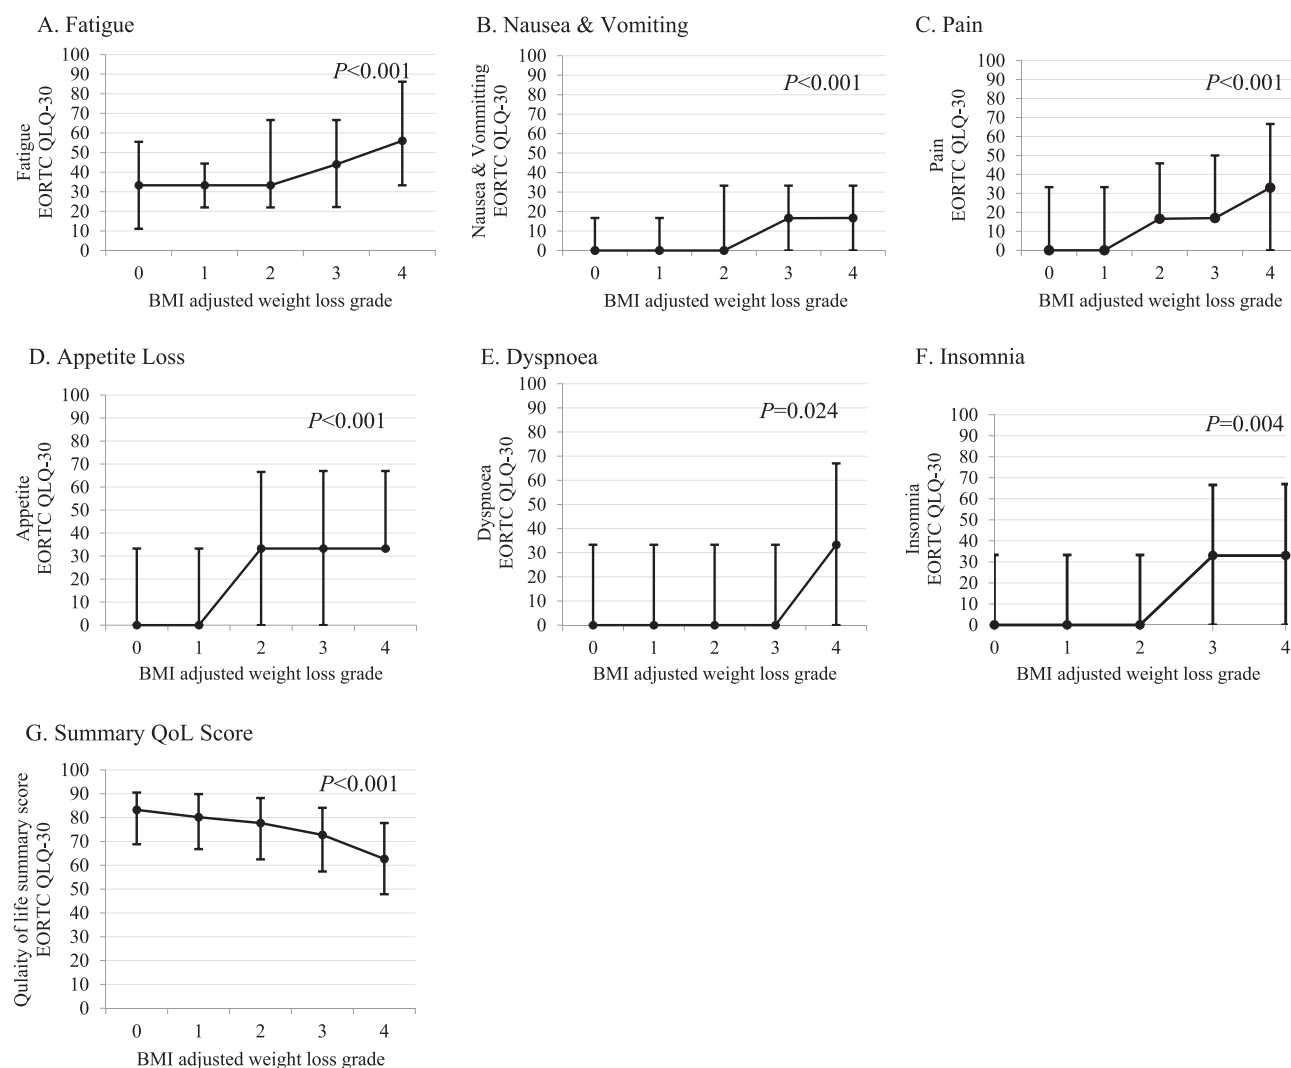 A. Fatigue
Fatigue
EORTC QLQ-30
100
90
80
70
60
50
40
30
20
10
0
P<0.001
0 1 2 3 4
BMI adjusted weight loss grade
B. Nausea & Vomiting
Nausea & Vommitting
EORTC QLQ-30
100
90
80
70
60
50
40
30
20
10
0
P<0.001
0 1 2 3 4
BMI adjusted weight loss grade
C. Pain
Pain
EORTC QLQ-30
100
90
80
70
60
50
40
30
20
10
0
P<0.001
0 1 2 3 4
BMI adjusted weight loss grade
D. Appetite Loss
Appetite
EORTC QLQ-30
100
90
80
70
60
50
40
30
20
10
0
P<0.001
0 1 2 3 4
BMI adjusted weight loss grade
E. Dyspnoea
Dyspnoea
EORTC QLQ-30
100
90
80
70
60
50
40
30
20
10
0
P=0.024
0 1 2 3 4
BMI adjusted weight loss grade
F. Insomnia
Insomnia
EORTC QLQ-30
100
90
80
70
60
50
40
30
20
10
0
P=0.004
0 1 2 3 4
BMI adjusted weight loss grade
G. Summary QoL Score
Qulaity of life summary score
EORTC QLQ-30
100
90
80
70
60
50
40
30
20
10
0
P<0.001
0 1 2 3 4
BMI adjusted weight loss grade